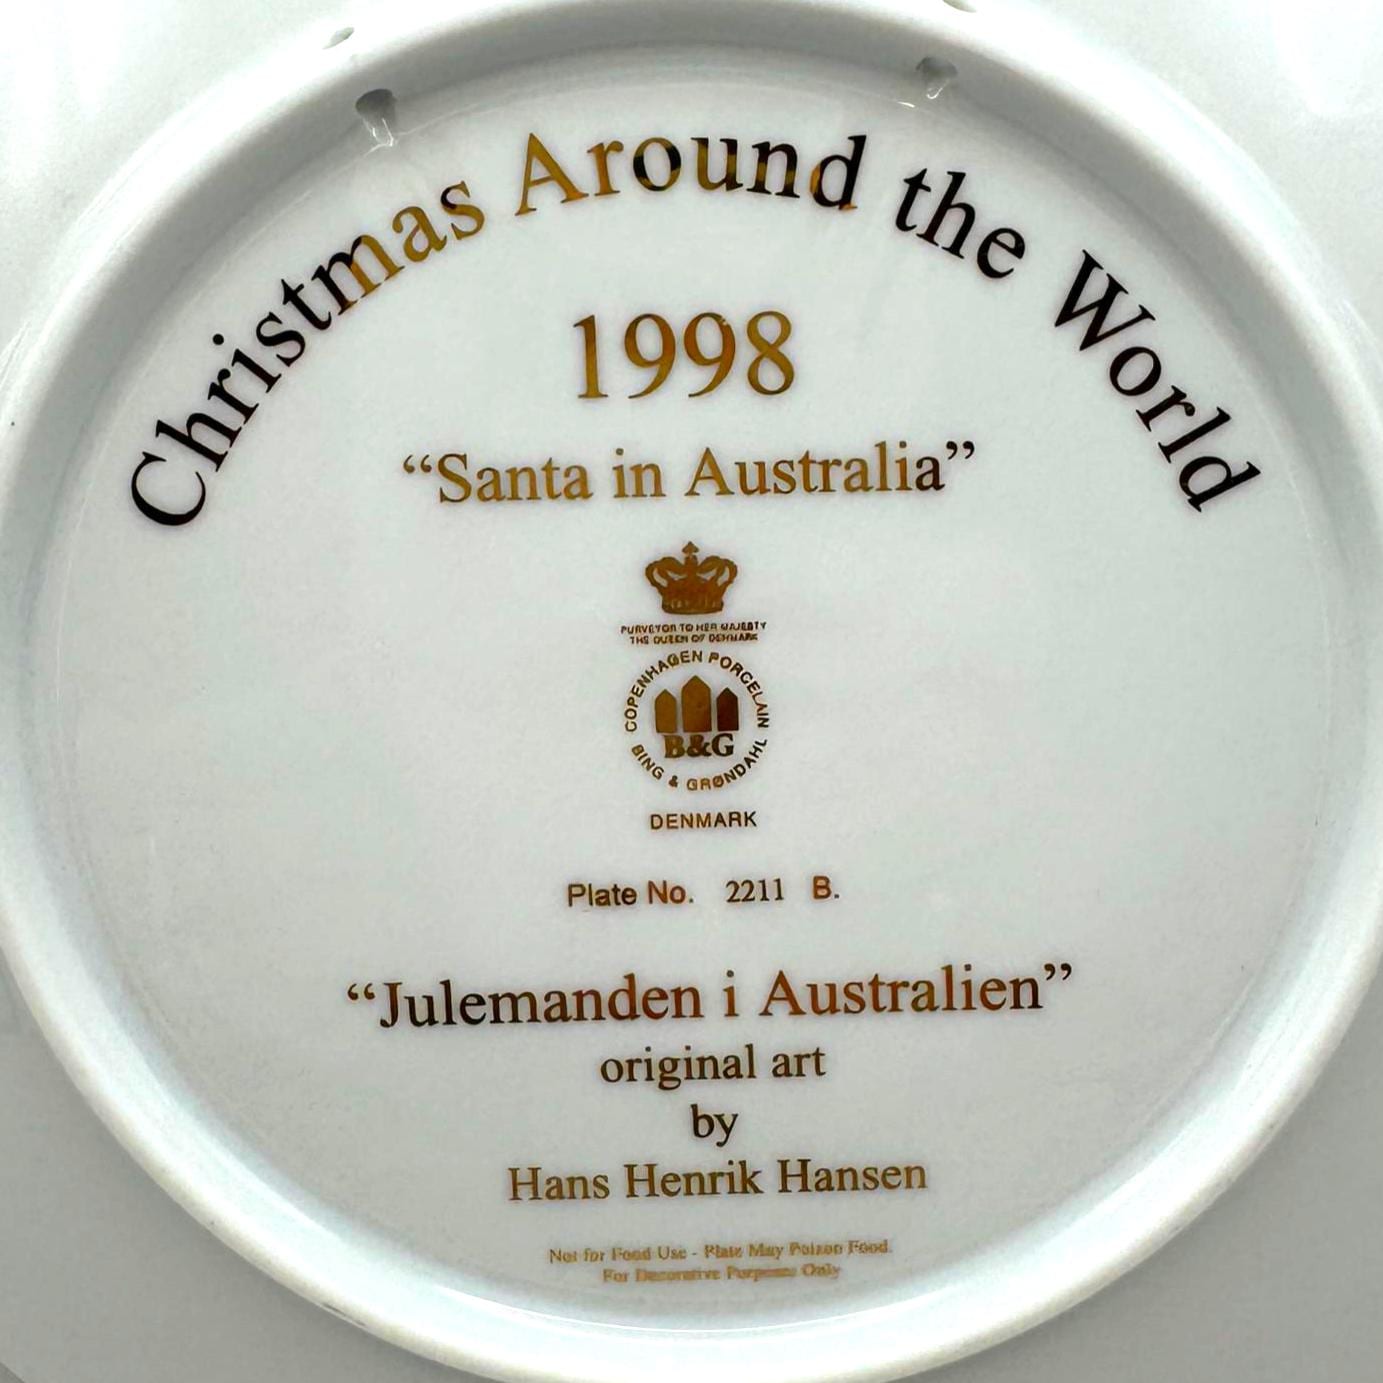 Christmas Around the World
1998
“Santa in Australia”
PURVEYOR TO HER MAJESTY
THE QUEEN OF DENMARK
COPENHAGEN PORCELAIN
B&G
BING & GRØNDAHL
DENMARK
Plate No. 2211 B.
“Julemanden i Australien”
original art
by
Hans Henrik Hansen
Not for Food Use - Plate May Poison Food.
For Decorative Purposes Only